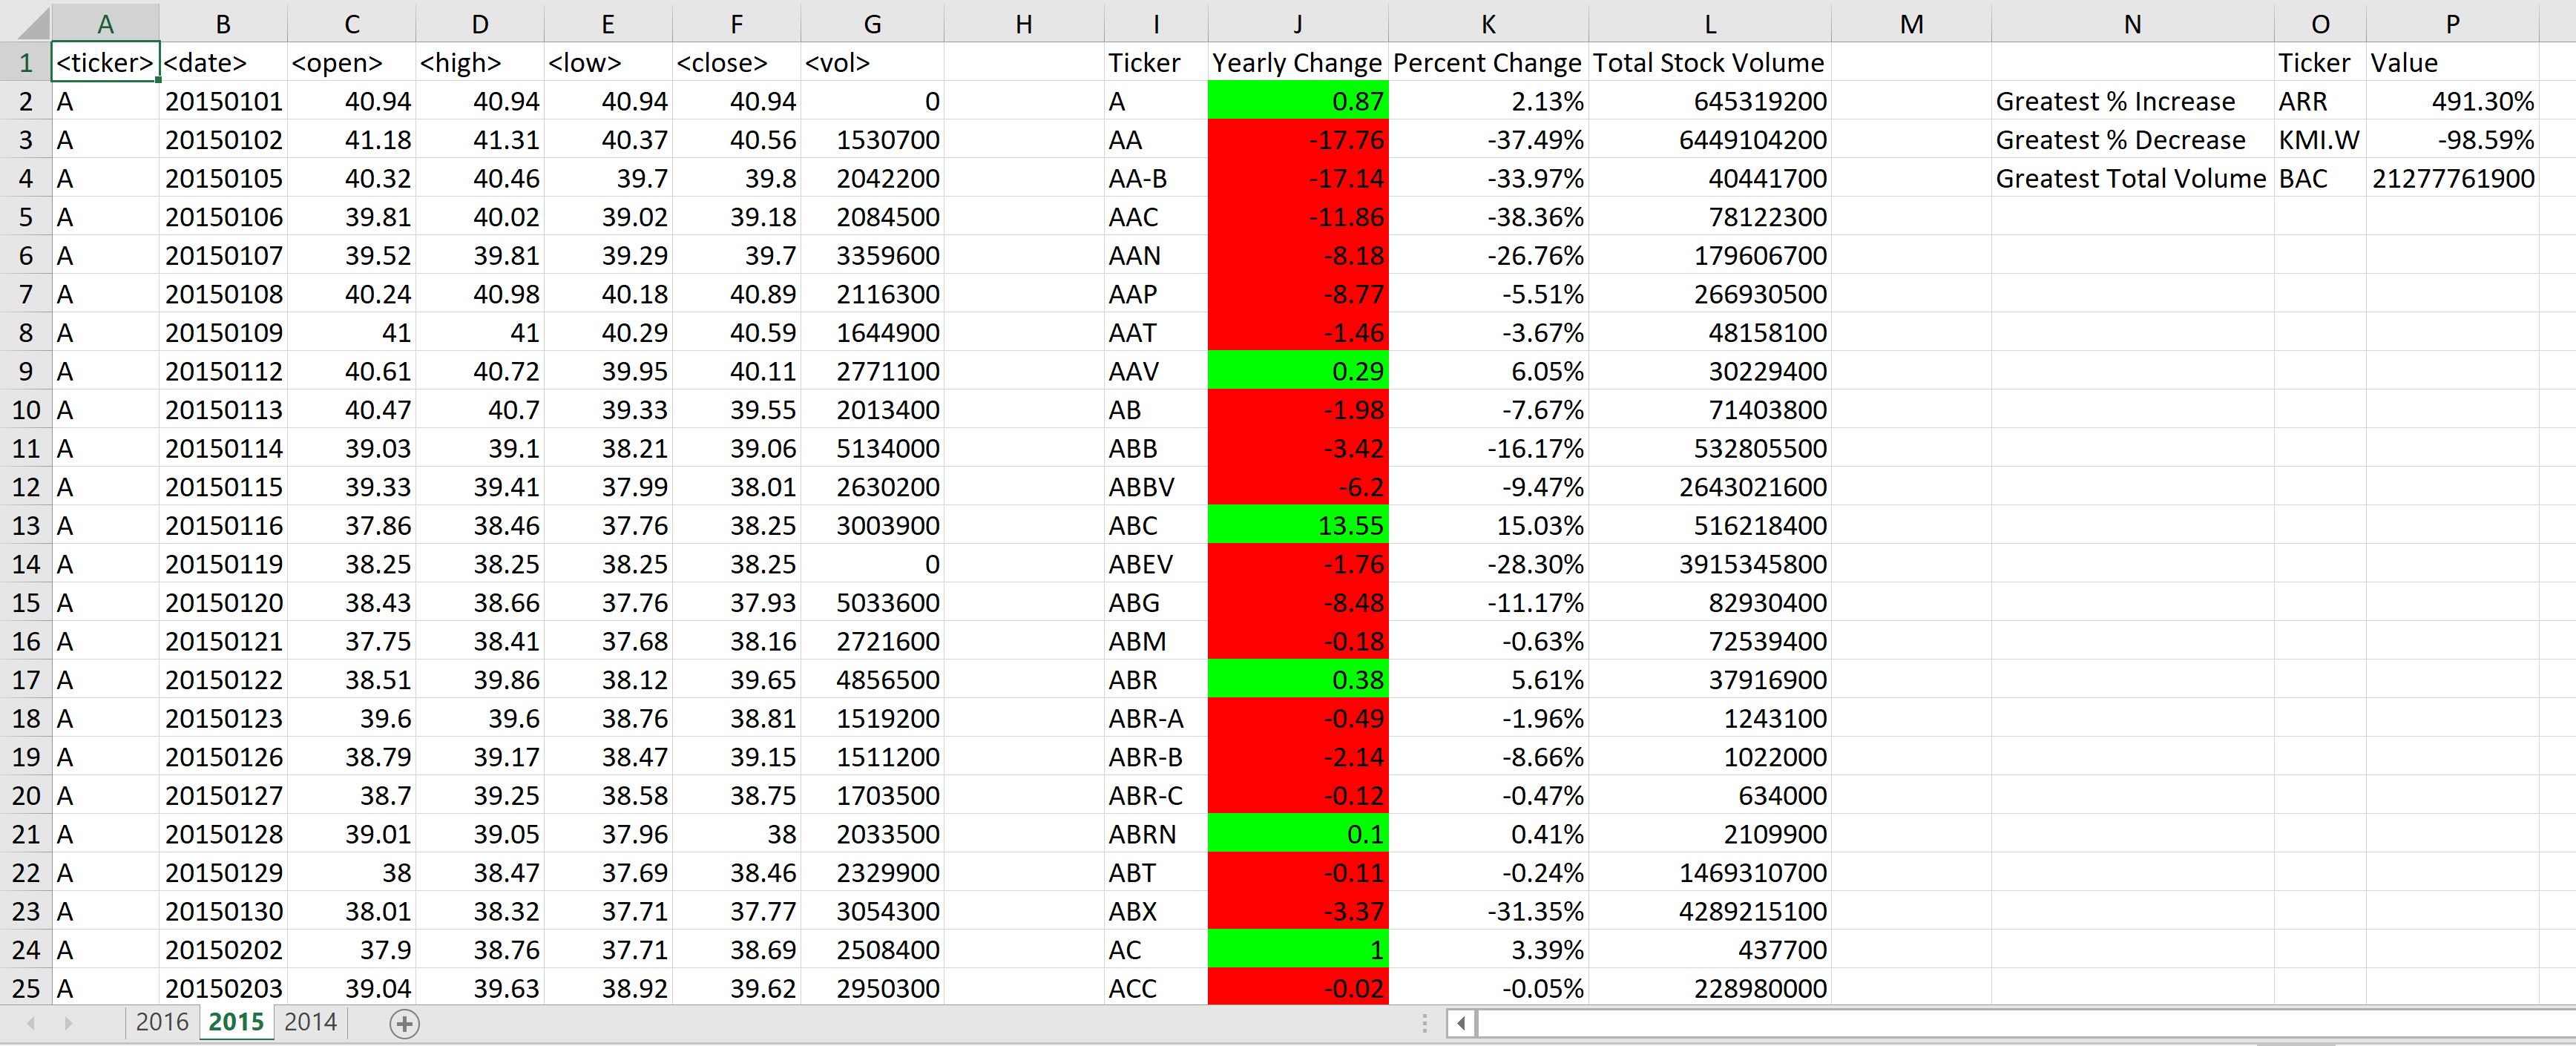 A B C D E F G H I J K L M N O P
1 <ticker> <date> <open> <high> <low> <close> <vol> Ticker Yearly Change Percent Change Total Stock Volume Ticker Value
2 A 20150101 40.94 40.94 40.94 40.94 0 A 0.87 2.13% 645319200 Greatest % Increase ARR 491.30%
3 A 20150102 41.18 41.31 40.37 40.56 1530700 AA -17.76 -37.49% 6449104200 Greatest % Decrease KMI.W -98.59%
4 A 20150105 40.32 40.46 39.7 39.8 2042200 AA-B -17.14 -33.97% 40441700 Greatest Total Volume BAC 21277761900
5 A 20150106 39.81 40.02 39.02 39.18 2084500 AAC -11.86 -38.36% 78122300
6 A 20150107 39.52 39.81 39.29 39.7 3359600 AAN -8.18 -26.76% 179606700
7 A 20150108 40.24 40.98 40.18 40.89 2116300 AAP -8.77 -5.51% 266930500
8 A 20150109 41 41 40.29 40.59 1644900 AAT -1.46 -3.67% 48158100
9 A 20150112 40.61 40.72 39.95 40.11 2771100 AAV 0.29 6.05% 30229400
10 A 20150113 40.47 40.7 39.33 39.55 2013400 AB -1.98 -7.67% 71403800
11 A 20150114 39.03 39.1 38.21 39.06 5134000 ABB -3.42 -16.17% 532805500
12 A 20150115 39.33 39.41 37.99 38.01 2630200 ABBV -6.2 -9.47% 2643021600
13 A 20150116 37.86 38.46 37.76 38.25 3003900 ABC 13.55 15.03% 516218400
14 A 20150119 38.25 38.25 38.25 38.25 0 ABEV -1.76 -28.30% 3915345800
15 A 20150120 38.43 38.66 37.76 37.93 5033600 ABG -8.48 -11.17% 82930400
16 A 20150121 37.75 38.41 37.68 38.16 2721600 ABM -0.18 -0.63% 72539400
17 A 20150122 38.51 39.86 38.12 39.65 4856500 ABR 0.38 5.61% 37916900
18 A 20150123 39.6 39.6 38.76 38.81 1519200 ABR-A -0.49 -1.96% 1243100
19 A 20150126 38.79 39.17 38.47 39.15 1511200 ABR-B -2.14 -8.66% 1022000
20 A 20150127 38.7 39.25 38.58 38.75 1703500 ABR-C -0.12 -0.47% 634000
21 A 20150128 39.01 39.05 37.96 38 2033500 ABRN 0.1 0.41% 2109900
22 A 20150129 38 38.47 37.69 38.46 2329900 ABT -0.11 -0.24% 1469310700
23 A 20150130 38.01 38.32 37.71 37.77 3054300 ABX -3.37 -31.35% 4289215100
24 A 20150202 37.9 38.76 37.71 38.69 2508400 AC 1 3.39% 437700
25 A 20150203 39.04 39.63 38.92 39.62 2950300 ACC -0.02 -0.05% 228980000
2016 2015 2014